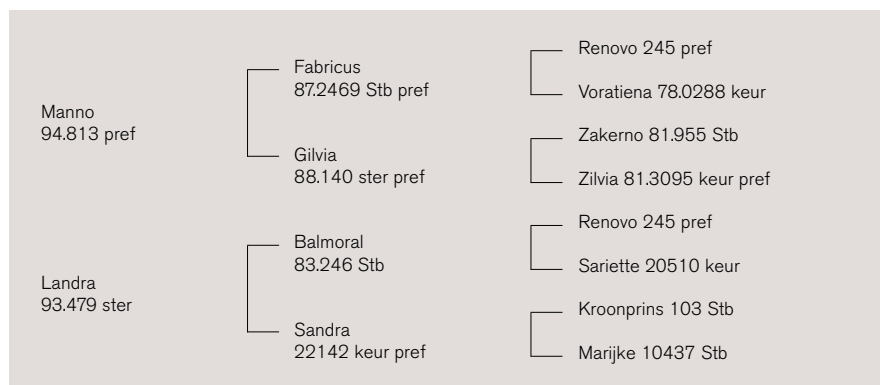 Manno
94.813 pref
Fabricus
87.2469 Stb pref
Renovo 245 pref
Voratiena 78.0288 keur
Gilvia
88.140 ster pref
Zakerno 81.955 Stb
Zilvia 81.3095 keur pref
Landra
93.479 ster
Balmoral
83.246 Stb
Renovo 245 pref
Sariette 20510 keur
Sandra
22142 keur pref
Kroonprins 103 Stb
Marijke 10437 Stb